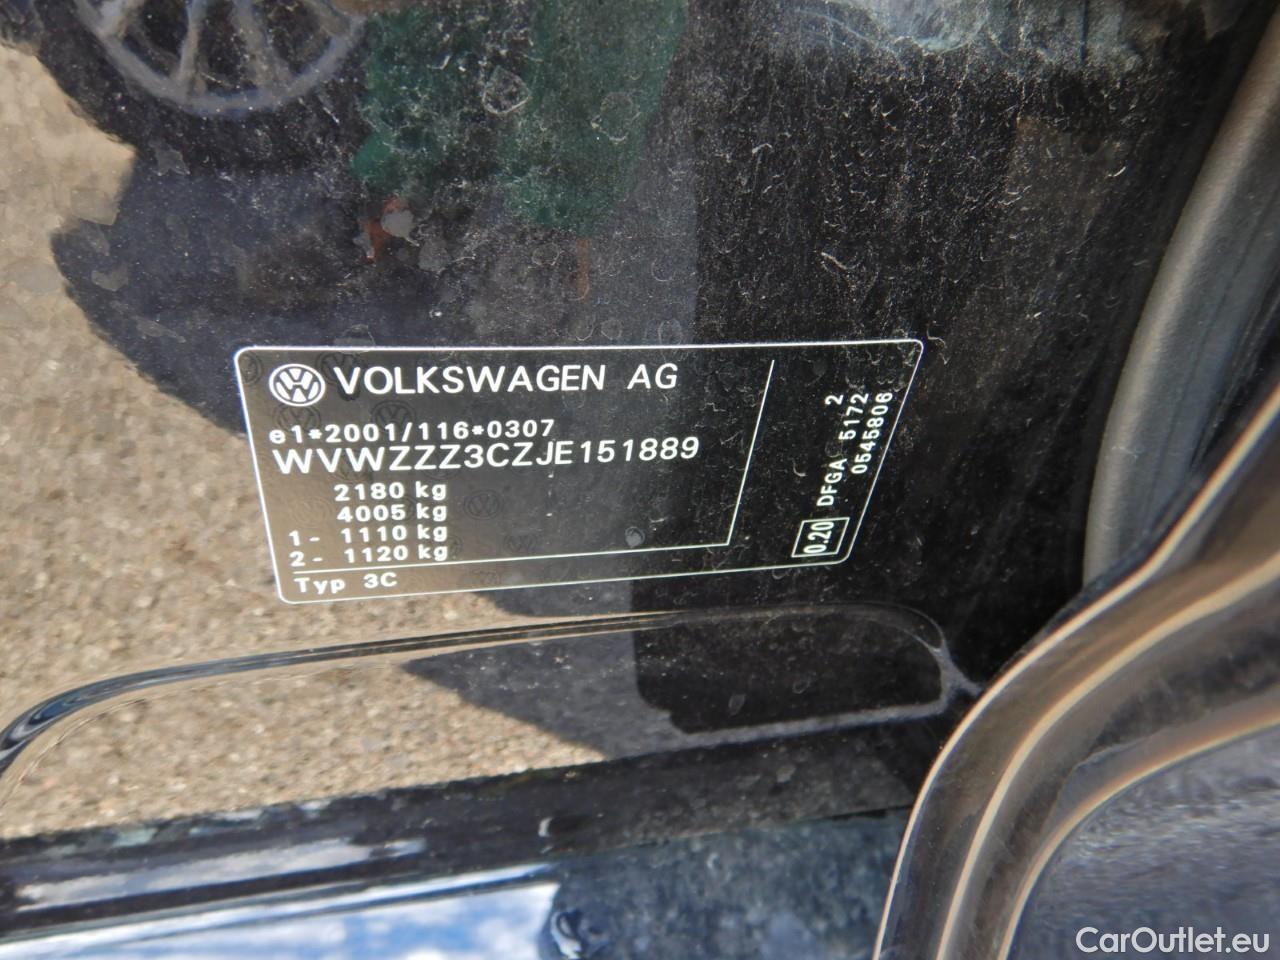 VOLKSWAGEN AG
e1*2001/116*0307
WVWZZZ3CZJE151889
2180 kg
4005 kg
1- 1110 kg
2- 1120 kg
Typ 3C
0.20 DFGA 5172 2
0545806
CarOutlet.eu